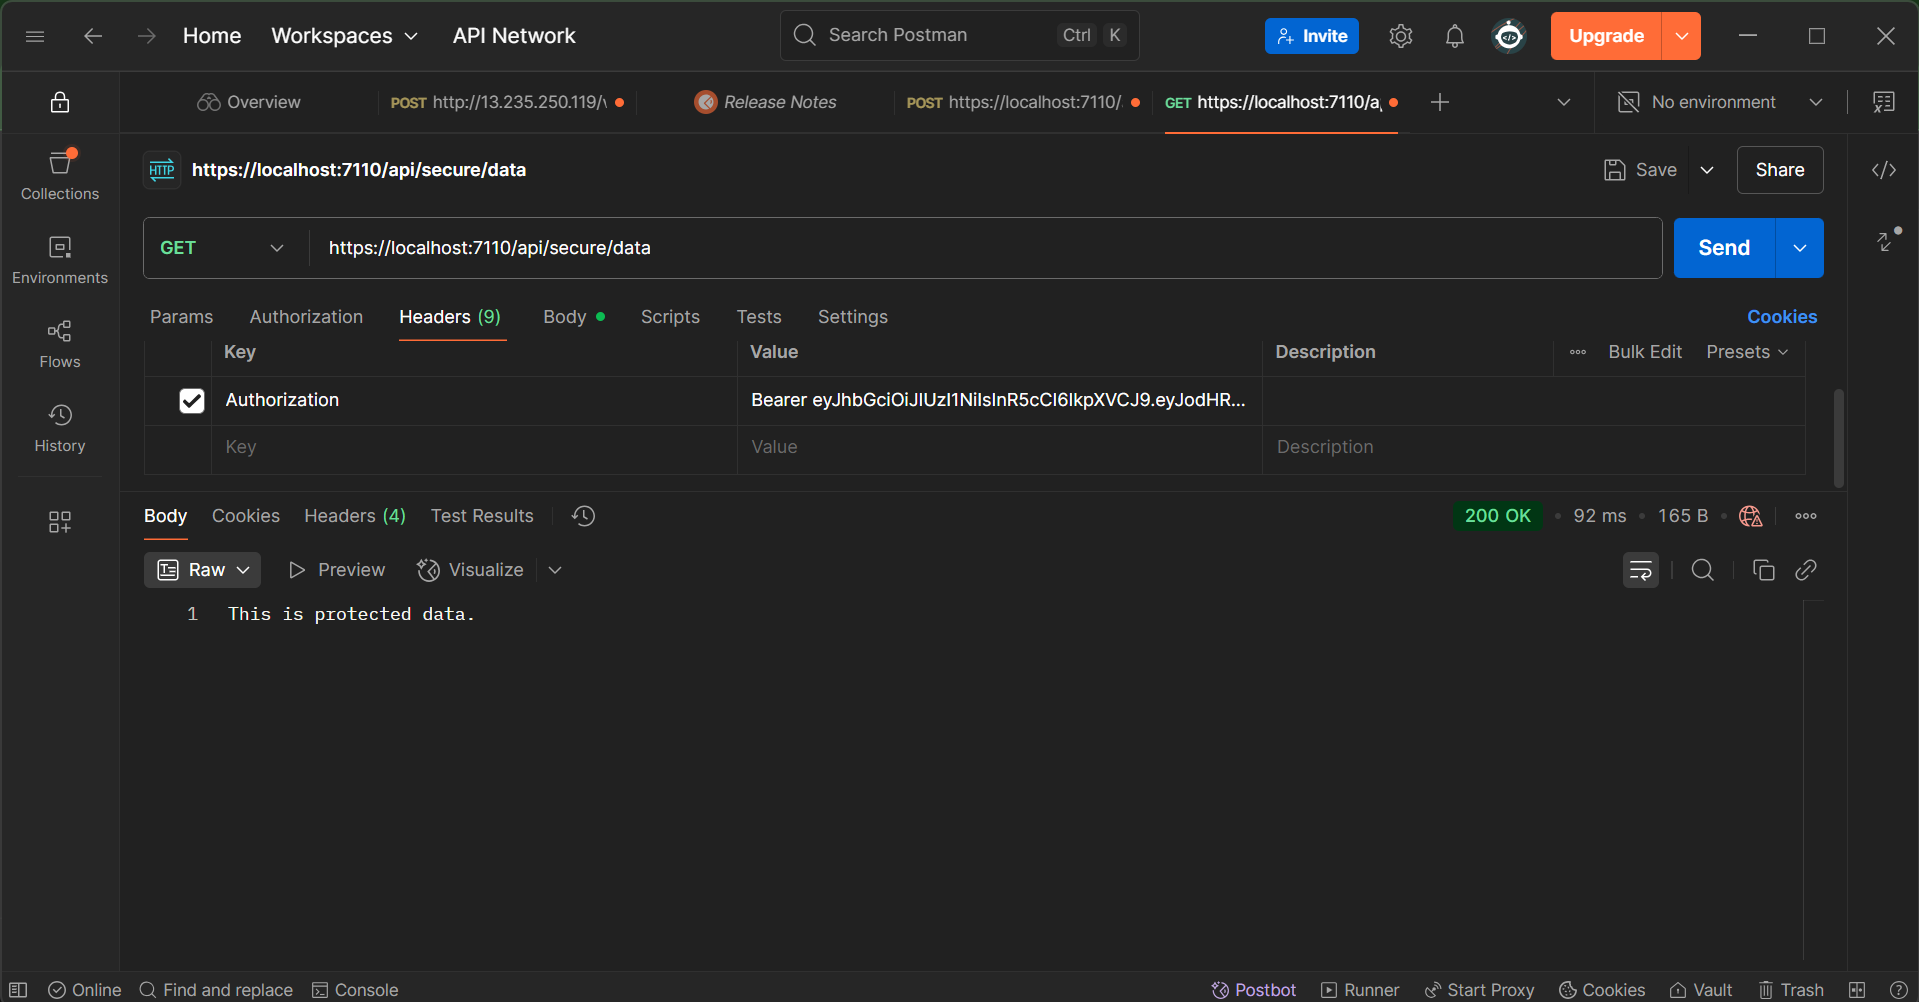 Home Workspaces API Network Search Postman Ctrl K Invite Upgrade
Overview POST http://13.235.250.119/ Release Notes POST https://localhost:7110/ GET https://localhost:7110/a No environment
HTTP https://localhost:7110/api/secure/data Save Share
Collections
GET https://localhost:7110/api/secure/data Send
Environments
Params Authorization Headers (9) Body Scripts Tests Settings Cookies
Key Value Description Bulk Edit Presets
Flows
Authorization Bearer eyJhbGciOiJIUzI1NiIsInR5cCI6IkpXVCJ9.eyJodHR...
Key Value Description
History
Body Cookies Headers (4) Test Results 200 OK 92 ms 165 B
Raw Preview Visualize
1 This is protected data.
Online Find and replace Console Postbot Runner Start Proxy Cookies Vault Trash